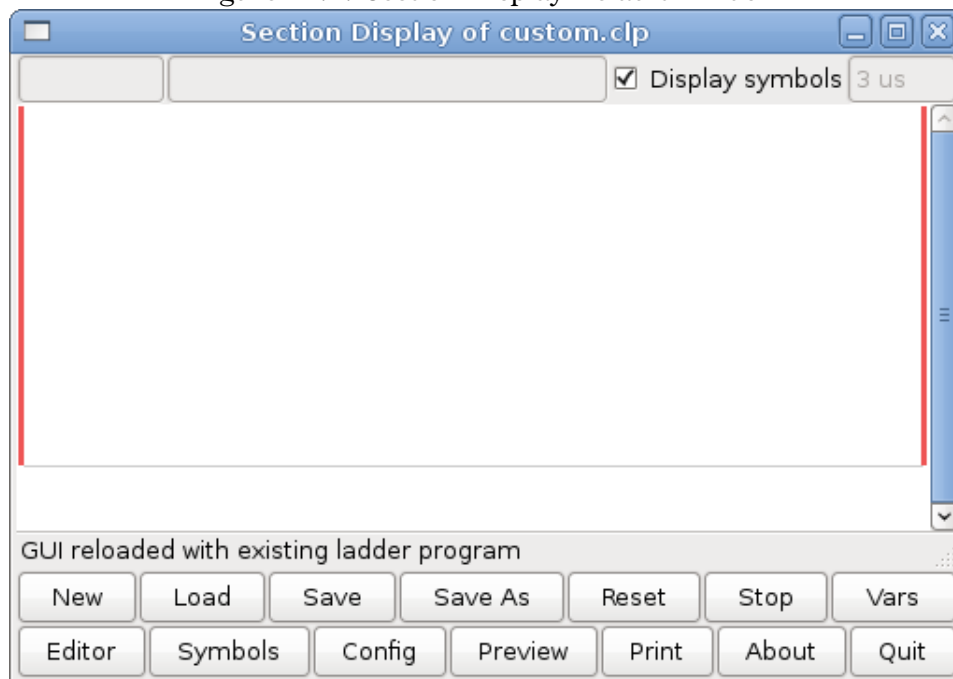 Section Display of custom.clp
Display symbols 3 us
GUI reloaded with existing ladder program
New Load Save Save As Reset Stop Vars
Editor Symbols Config Preview Print About Quit